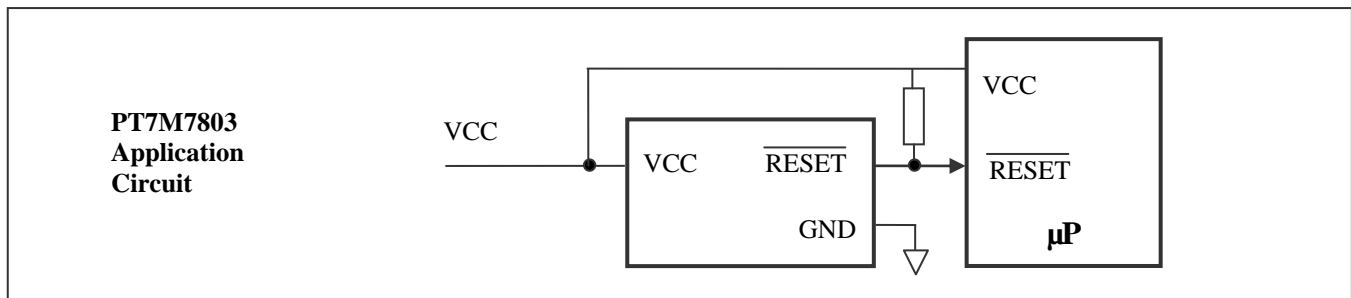 PT7M7803
Application
Circuit
VCC
VCC
RESET
GND
VCC
RESET
µP